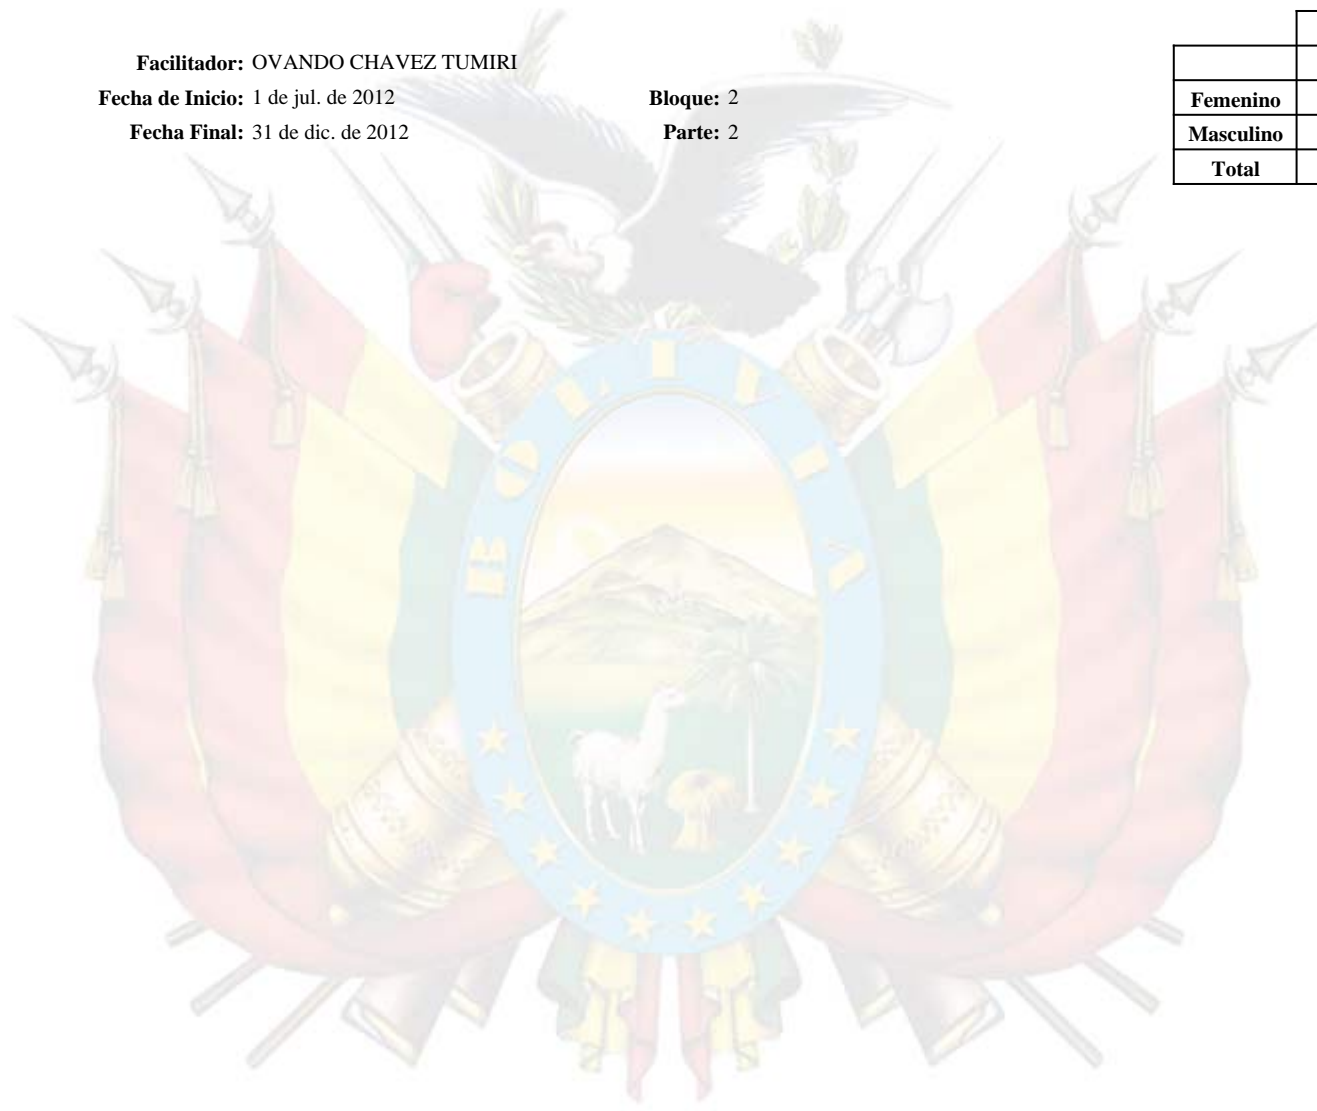 Facilitador: OVANDO CHAVEZ TUMIRI
Fecha de Inicio: 1 de jul. de 2012 Bloque: 2
Fecha Final: 31 de dic. de 2012 Parte: 2
Femenino
Masculino
Total
BOLIVIA